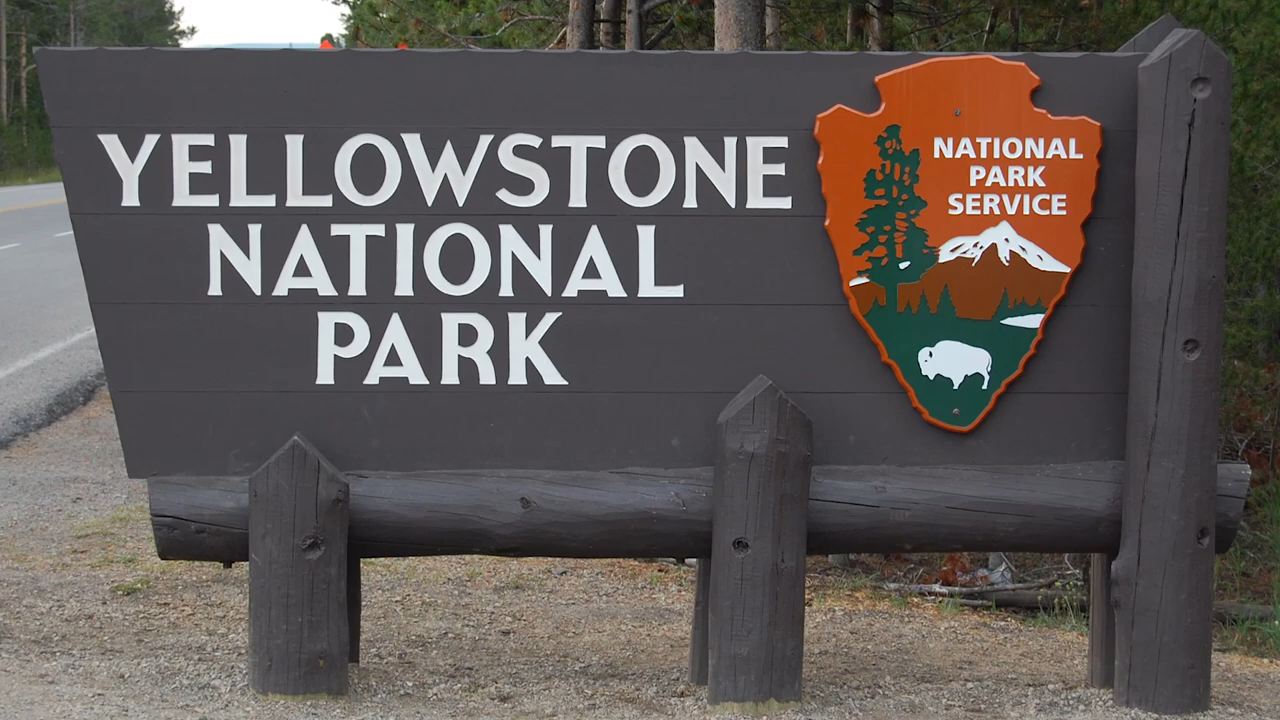 YELLOWSTONE
NATIONAL
PARK
NATIONAL
PARK
SERVICE